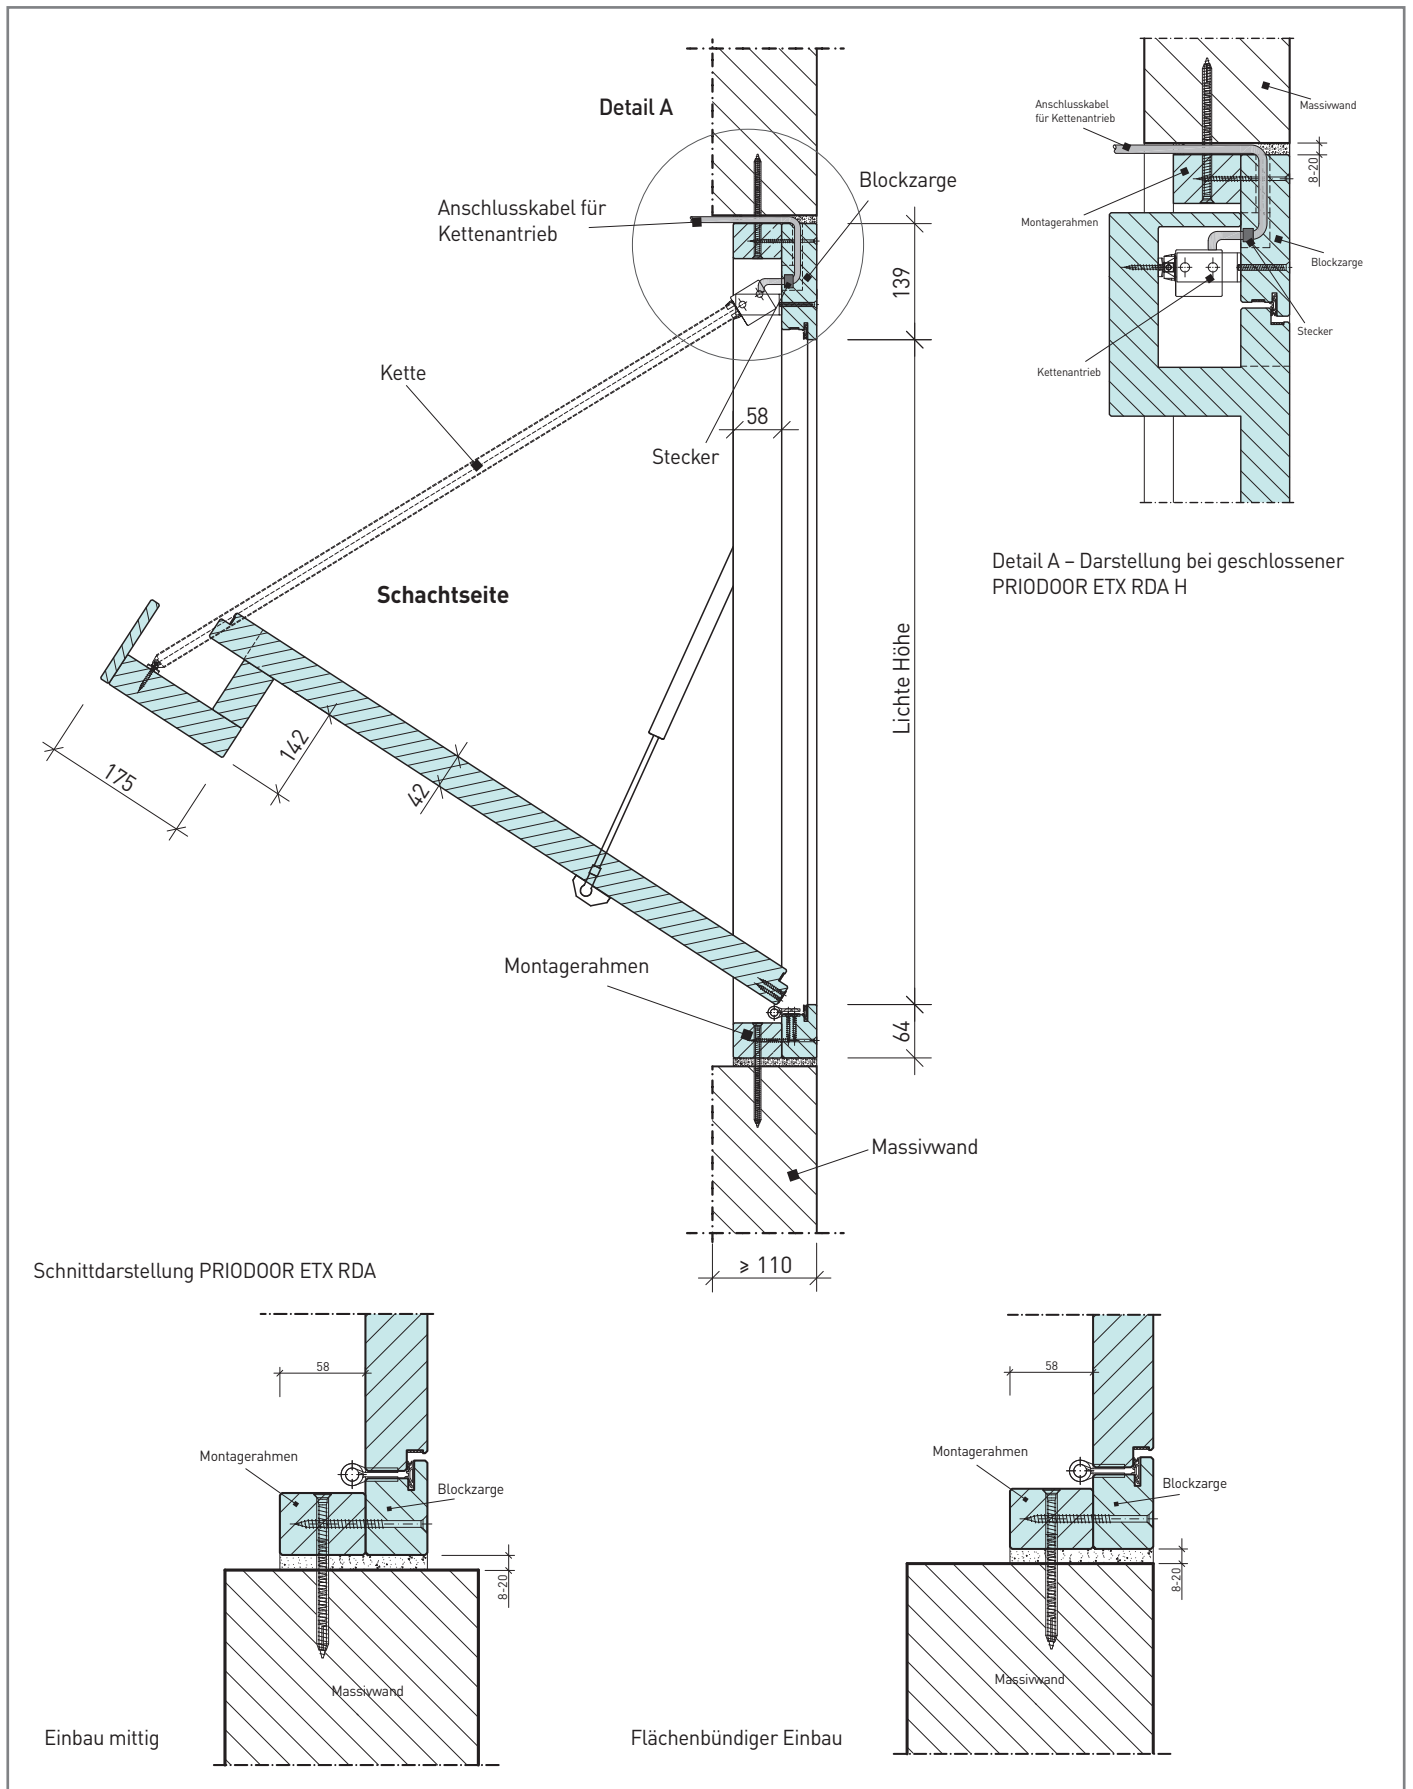 Detail A
Anschlusskabel für
Kettenantrieb
Blockzarge
139
Kette
58
Stecker
Schachtseite
Lichte Höhe
142
175
42
Montagerahmen
64
Massivwand
≥ 110
Anschlusskabel
für Kettenantrieb
Massivwand
8-20
Montagerahmen
Blockzarge
Stecker
Kettenantrieb
Detail A – Darstellung bei geschlossener
PRIODOOR ETX RDA H
Schnittdarstellung PRIODOOR ETX RDA
58
Montagerahmen
Blockzarge
8-20
Massivwand
Einbau mittig
58
Montagerahmen
Blockzarge
8-20
Massivwand
Flächenbündiger Einbau